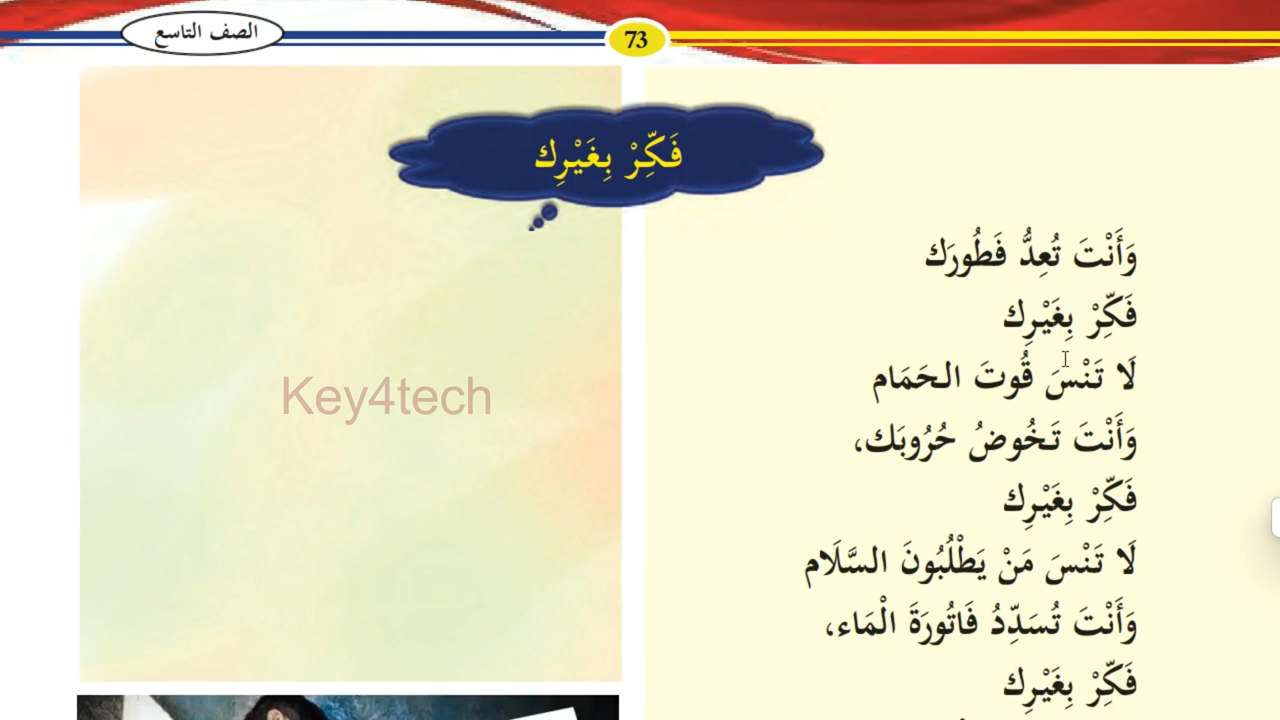 الصف التاسع
73
فَكِّرْ بِغَيْرِك
وَأَنْتَ تُعِدُّ فَطُورَك
فَكِّرْ بِغَيْرِك
لَا تَنْسَ قُوتَ الحَمَام
وَأَنْتَ تَخُوضُ حُرُوبَك،
فَكِّرْ بِغَيْرِك
لَا تَنْسَ مَنْ يَطْلُبُونَ السَّلَام
وَأَنْتَ تُسَدِّدُ فَاتُورَةَ الْمَاء،
فَكِّرْ بِغَيْرِك
Key4tech